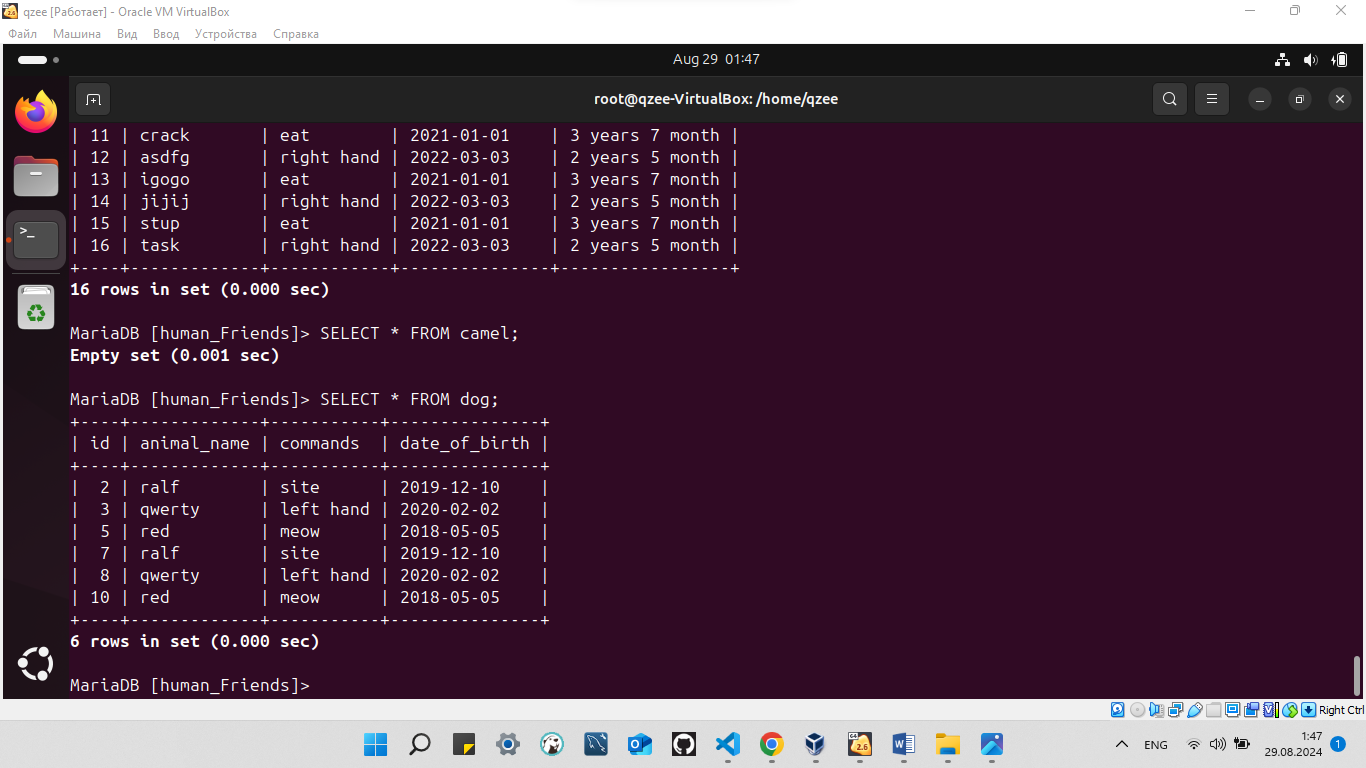 qzee [Работает] - Oracle VM VirtualBox
Файл Машина Вид Ввод Устройства Справка
Aug 29 01:47
root@qzee-VirtualBox: /home/qzee
| 11 | crack       | eat        | 2021-01-01    | 3 years 7 month |
| 12 | asdfg       | right hand | 2022-03-03    | 2 years 5 month |
| 13 | igogo       | eat        | 2021-01-01    | 3 years 7 month |
| 14 | jijij       | right hand | 2022-03-03    | 2 years 5 month |
| 15 | stup        | eat        | 2021-01-01    | 3 years 7 month |
| 16 | task        | right hand | 2022-03-03    | 2 years 5 month |
+----+-------------+------------+---------------+-----------------+
16 rows in set (0.000 sec)
MariaDB [human_Friends]> SELECT * FROM camel;
Empty set (0.001 sec)
MariaDB [human_Friends]> SELECT * FROM dog;
+----+-------------+-----------+---------------+
| id | animal_name | commands  | date_of_birth |
+----+-------------+-----------+---------------+
|  2 | ralf        | site      | 2019-12-10    |
|  3 | qwerty      | left hand | 2020-02-02    |
|  5 | red         | meow      | 2018-05-05    |
|  7 | ralf        | site      | 2019-12-10    |
|  8 | qwerty      | left hand | 2020-02-02    |
| 10 | red         | meow      | 2018-05-05    |
+----+-------------+-----------+---------------+
6 rows in set (0.000 sec)
MariaDB [human_Friends]>
Right Ctrl
ENG
1:47
29.08.2024
1